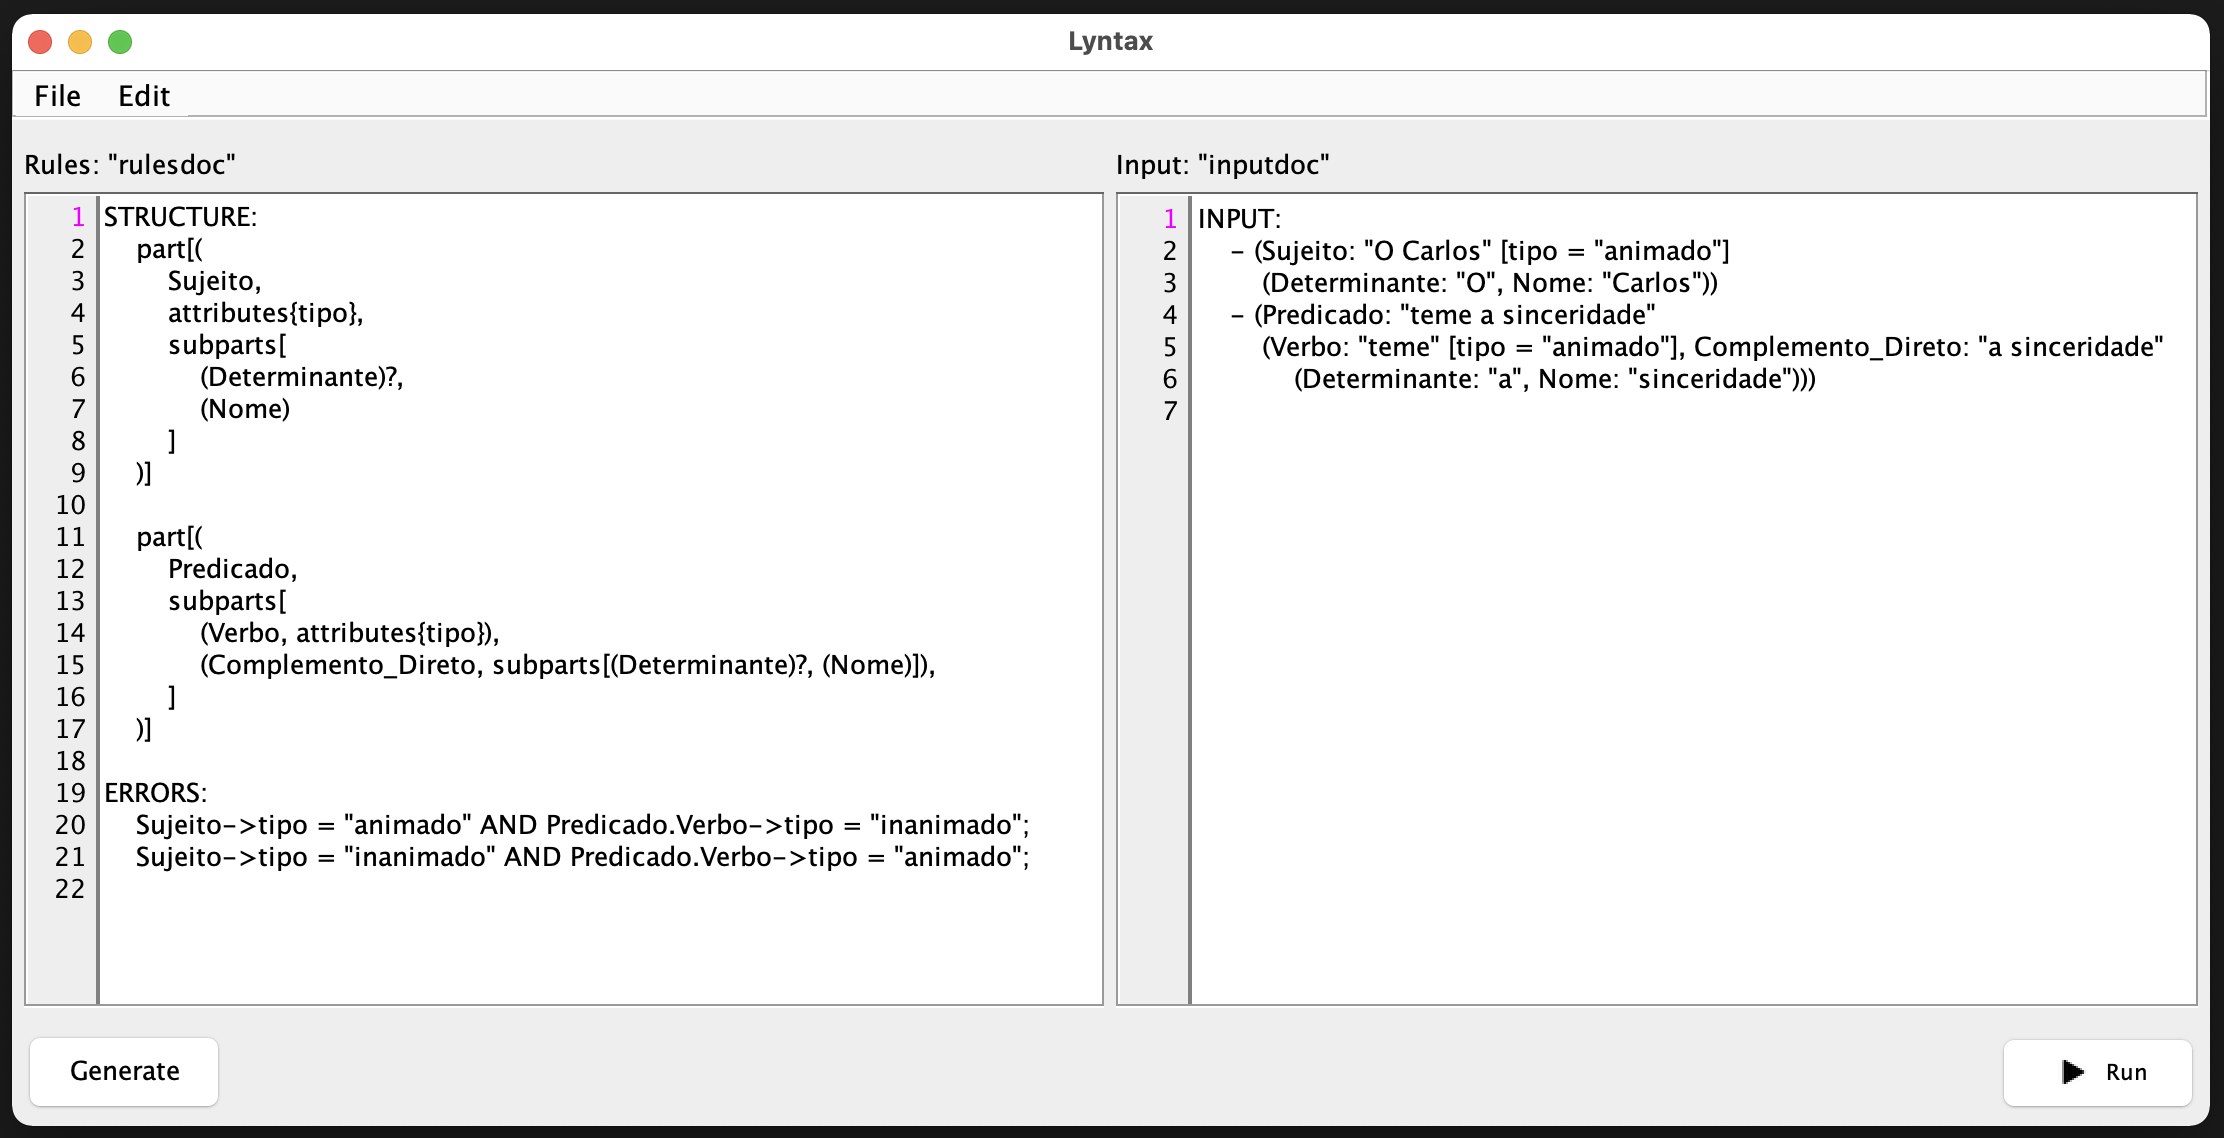 Lyntax
File Edit
Rules: "rulesdoc"
1 STRUCTURE:
2 part[(
3 Sujeito,
4 attributes{tipo},
5 subparts[
6 (Determinante)?,
7 (Nome)
8 ]
9 )]
10
11 part[(
12 Predicado,
13 subparts[
14 (Verbo, attributes{tipo}),
15 (Complemento_Direto, subparts[(Determinante)?, (Nome)]),
16 ]
17 )]
18
19 ERRORS:
20 Sujeito->tipo = "animado" AND Predicado.Verbo->tipo = "inanimado";
21 Sujeito->tipo = "inanimado" AND Predicado.Verbo->tipo = "animado";
22
Input: "inputdoc"
1 INPUT:
2 - (Sujeito: "O Carlos" [tipo = "animado"]
3 (Determinante: "O", Nome: "Carlos"))
4 - (Predicado: "teme a sinceridade"
5 (Verbo: "teme" [tipo = "animado"], Complemento_Direto: "a sinceridade"
6 (Determinante: "a", Nome: "sinceridade")))
7
Generate
Run